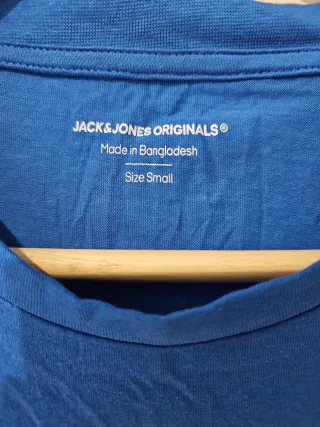 JACK&JONES ORIGINALS®
Made in Bangladesh
Size Small